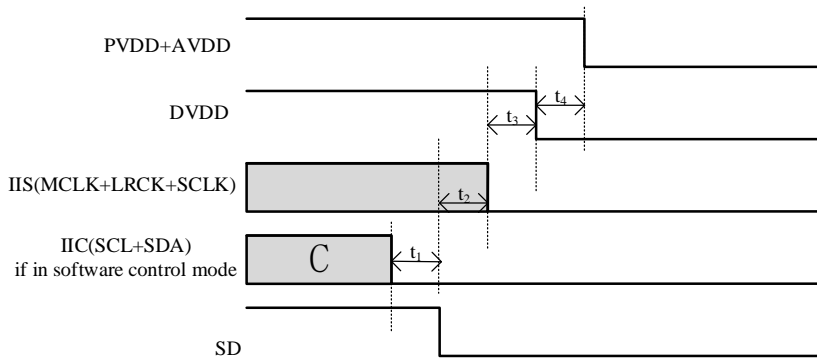 PVDD+AVDD
t4
DVDD
t3
IIS(MCLK+LRCK+SCLK)
t2
IIC(SCL+SDA)
if in software control mode
C
t1
SD